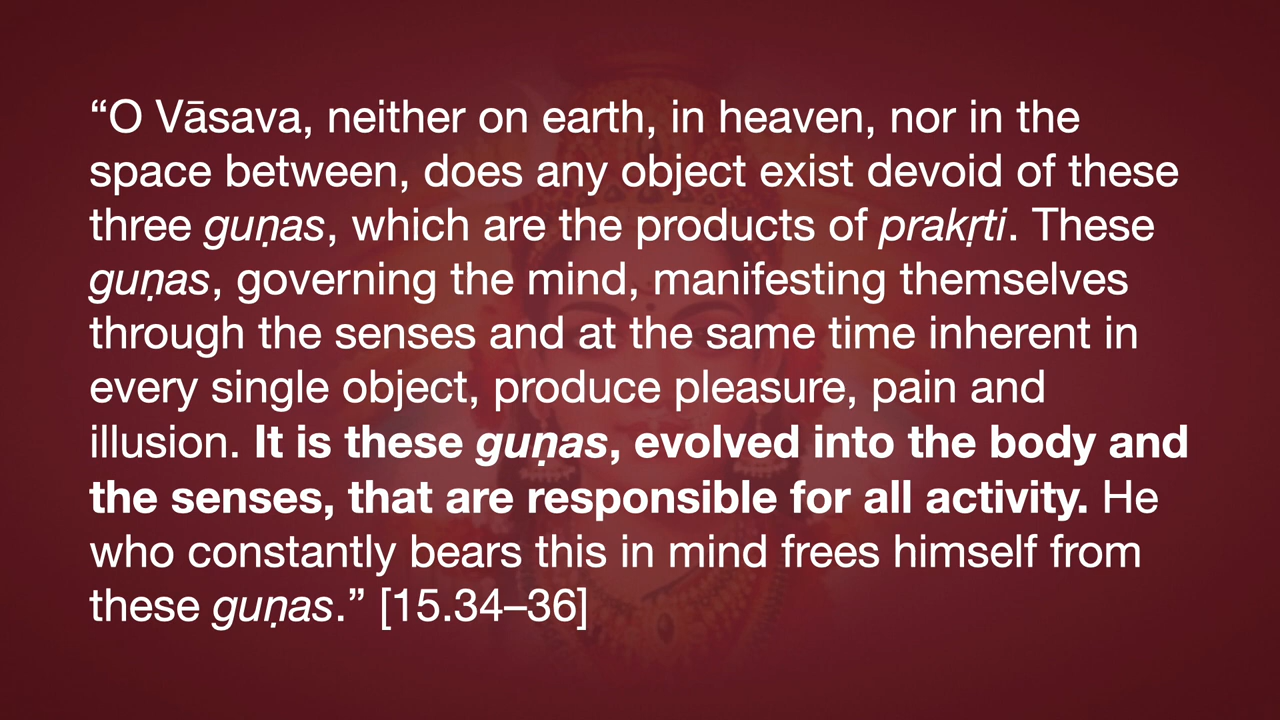 “O Vāsava, neither on earth, in heaven, nor in the
space between, does any object exist devoid of these
three guṇas, which are the products of prakṛti. These
guṇas, governing the mind, manifesting themselves
through the senses and at the same time inherent in
every single object, produce pleasure, pain and
illusion. It is these guṇas, evolved into the body and
the senses, that are responsible for all activity. He
who constantly bears this in mind frees himself from
these guṇas.” [15.34–36]